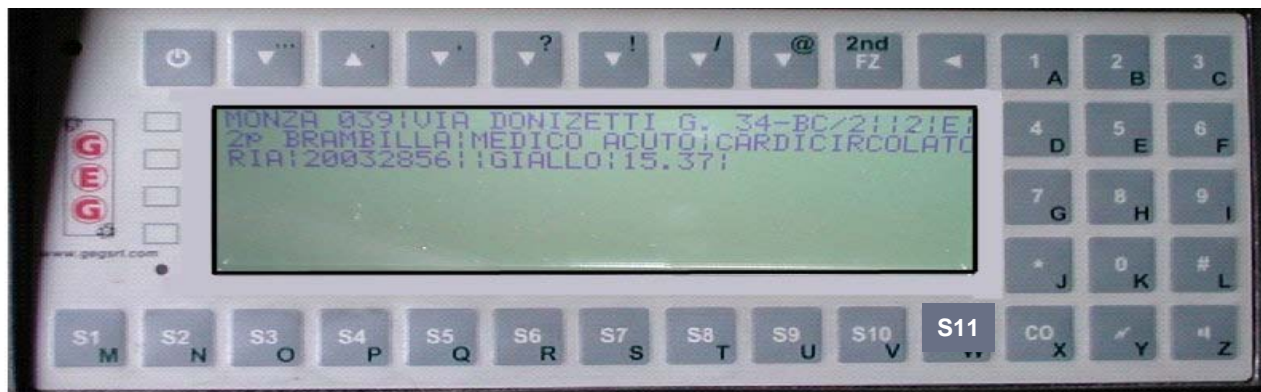 ...
.
,
?
!
/
@
2nd
FZ
1 A
2 B
3 C
MONZA 039¦VIA DONIZETTI G. 34-BC/2¦¦2¦E¦
2P BRAMBILLA¦MEDICO ACUTO¦CARDICIRCOLATO
RIA¦20032856¦¦GIALLO¦15.37¦
4 D
5 E
6 F
G
E
G
7 G
8 H
9 I
www.gegsrl.com
* J
0 K
# L
S1 M
S2 N
S3 O
S4 P
S5 Q
S6 R
S7 S
S8 T
S9 U
S10 V
S11
CO X
Y
Z